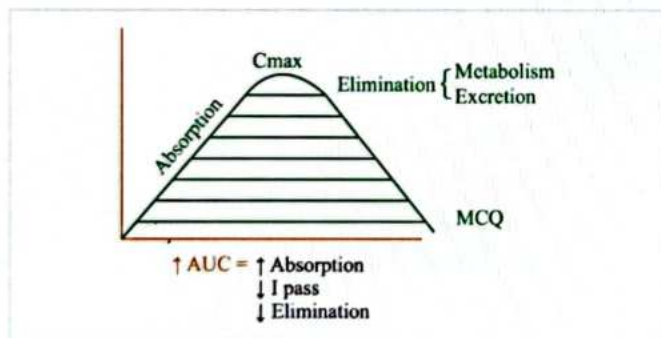 Cmax
Absorption
Elimination { Metabolism
Excretion
MCQ
↑ AUC = ↑ Absorption
↓ I pass
↓ Elimination